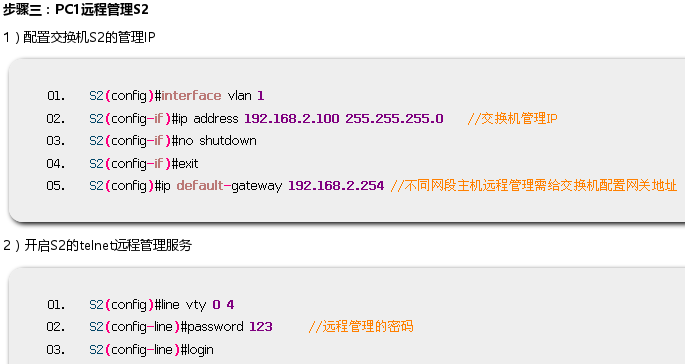 步骤三：PC1远程管理S2
1）配置交换机S2的管理IP
01. S2(config)#interface vlan 1
02. S2(config-if)#ip address 192.168.2.100 255.255.255.0 //交换机管理IP
03. S2(config-if)#no shutdown
04. S2(config-if)#exit
05. S2(config)#ip default-gateway 192.168.2.254 //不同网段主机远程管理需给交换机配置网关地址
2）开启S2的telnet远程管理服务
01. S2(config)#line vty 0 4
02. S2(config-line)#password 123 //远程管理的密码
03. S2(config-line)#login